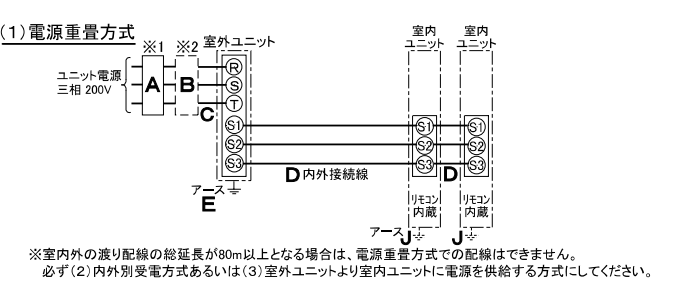 (1)電源重畳方式
※1 ※2 室外ユニット 室内ユニット 室内ユニット
ユニット電源
三相 200V
A B C
R
S
T
S1 S1 S1
S2 S2 S2
S3 S3 S3
D 内外接続線 D
アース
E
リモコン内蔵 リモコン内蔵
アース J J
※室内外の渡り配線の総延長が80m以上となる場合は、電源重畳方式での配線はできません。
必ず(2)内外別受電方式あるいは(3)室外ユニットより室内ユニットに電源を供給する方式にしてください。